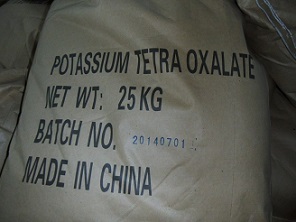 POTASSIUM TETRA OXALATE
NET WT: 25KG
BATCH NO. 20140701
MADE IN CHINA